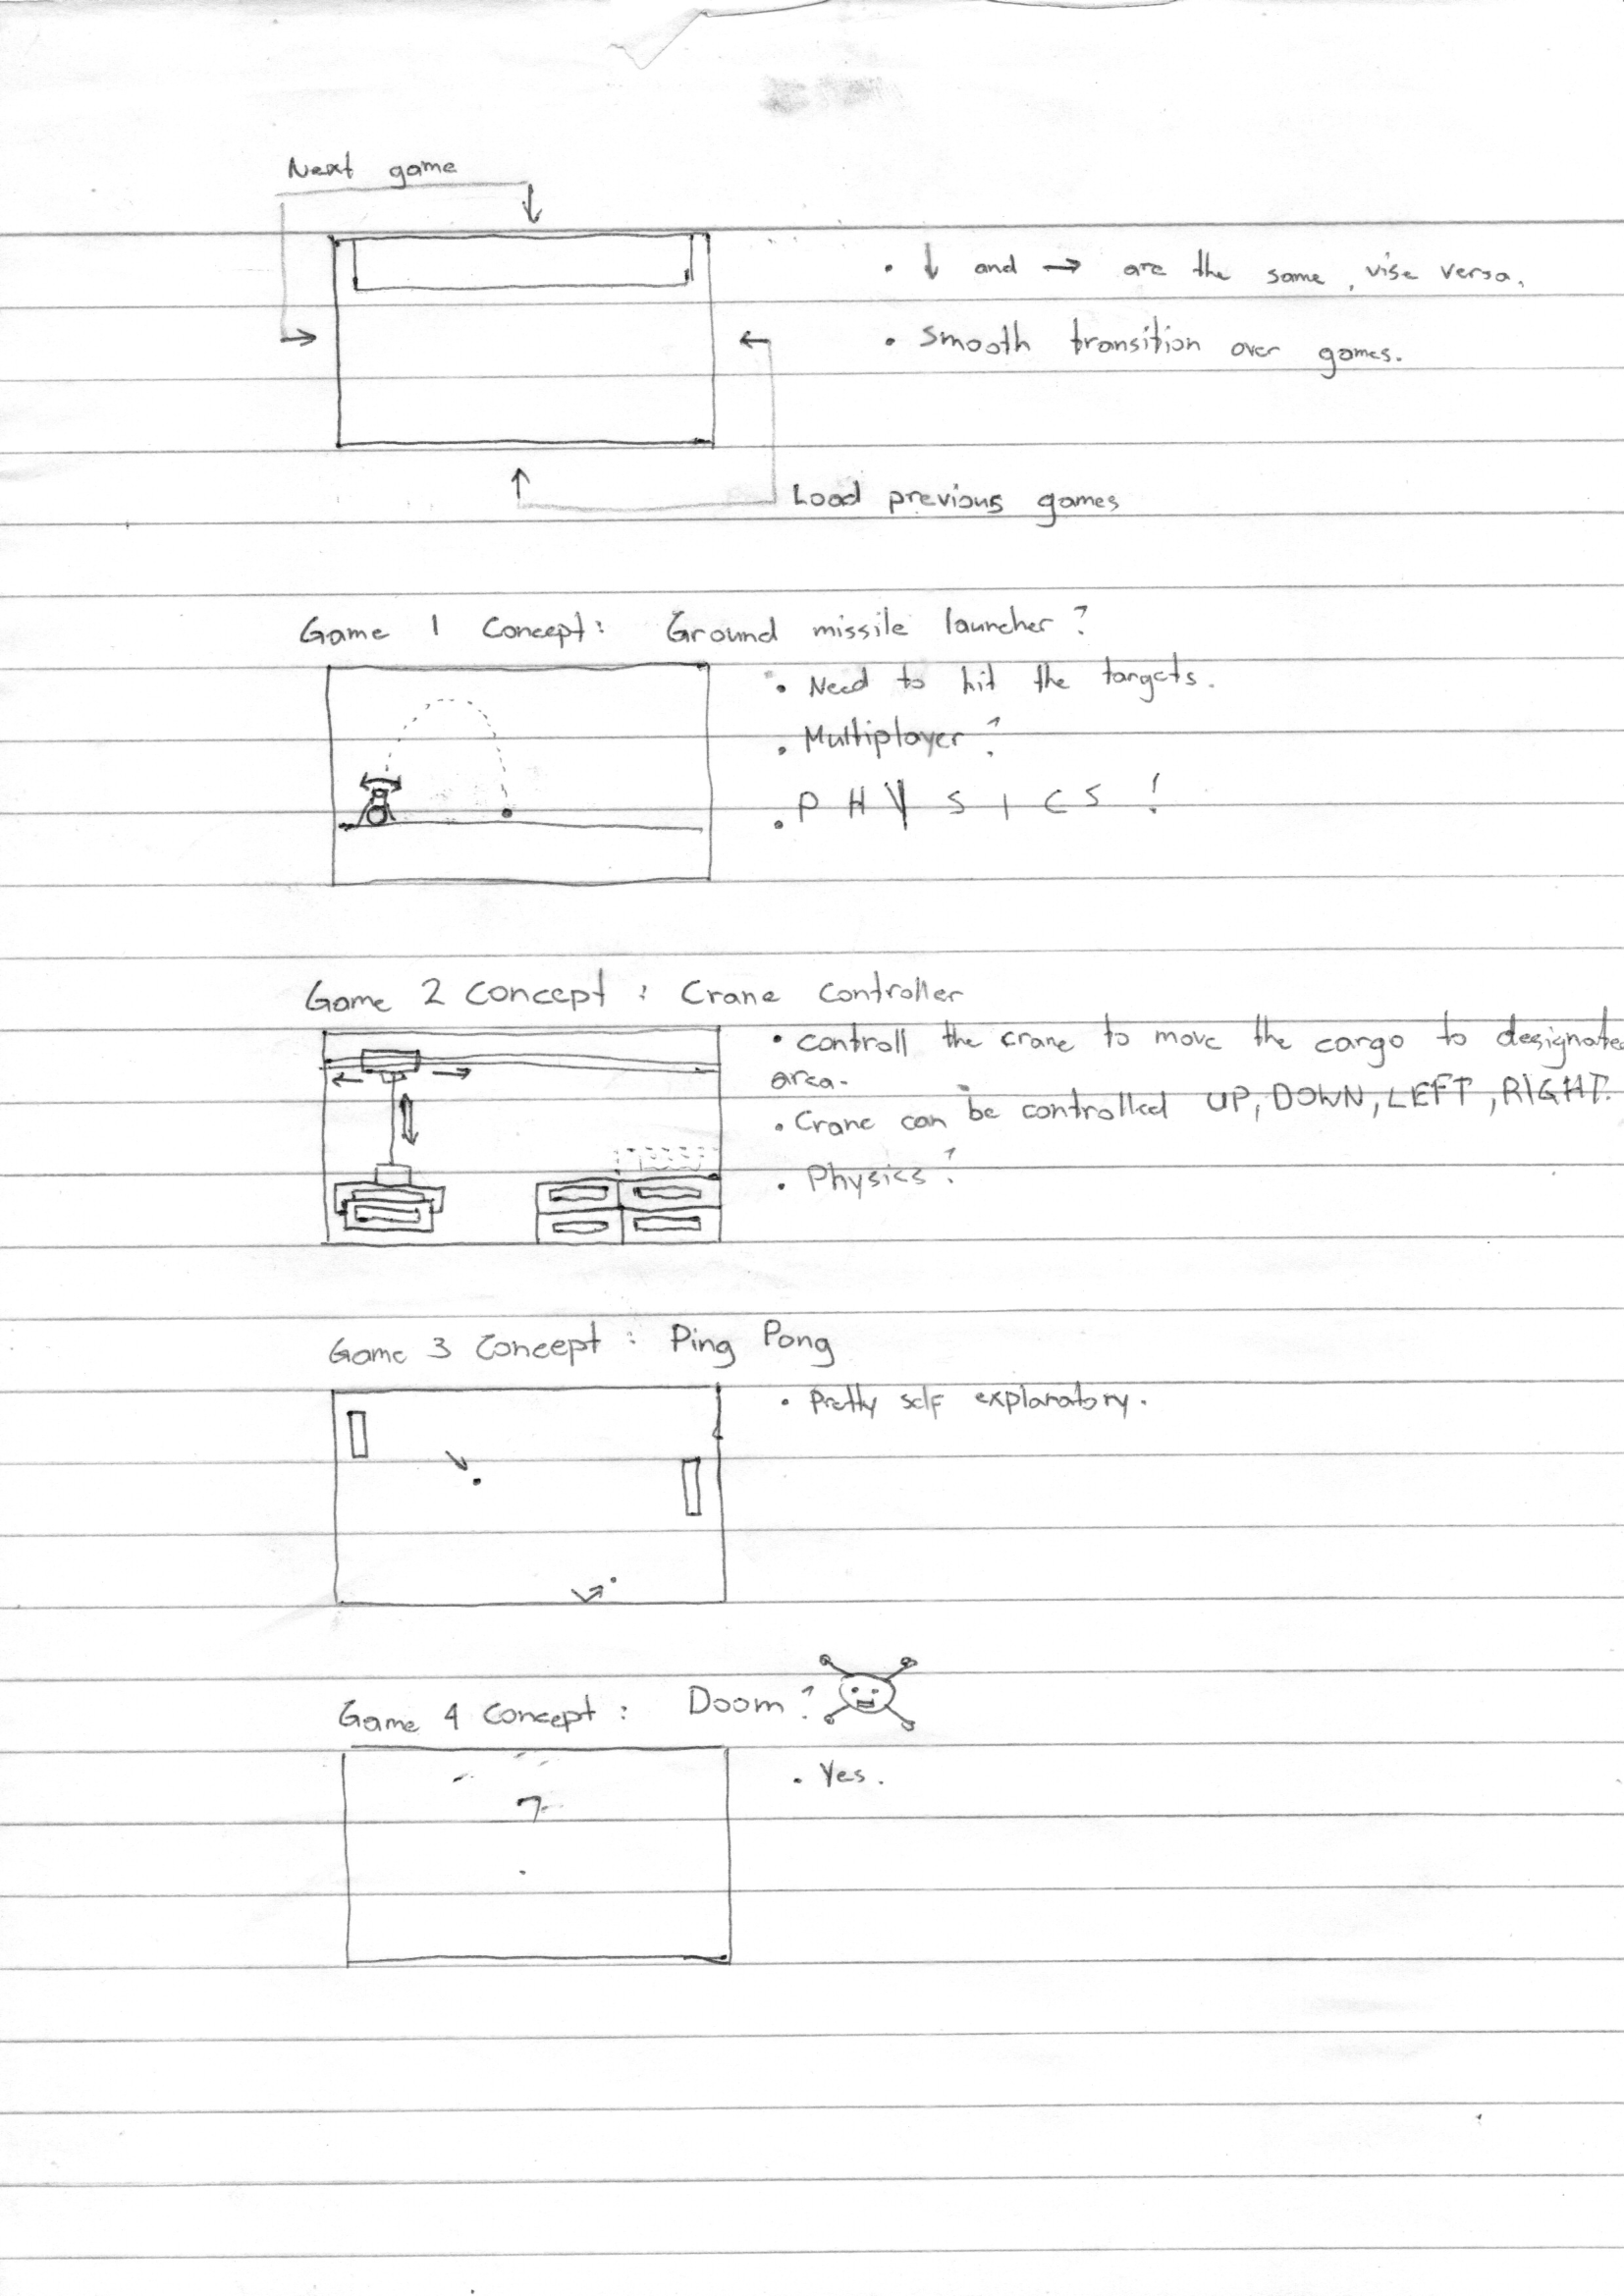 Next game
• ↓ and → are the same, vise versa.
• Smooth transition over games.
Load previous games
Game 1 Concept: Ground missile launcher?
• Need to hit the targets.
• Multiplayer?
• P H Y S I C S !
Game 2 Concept : Crane Controller
• controll the crane to move the cargo to designated
area.
• Crane can be controlled UP, DOWN, LEFT, RIGHT.
• Physics?
Game 3 Concept : Ping Pong
• Pretty self explanatory.
Game 4 Concept : Doom?
• Yes.
?